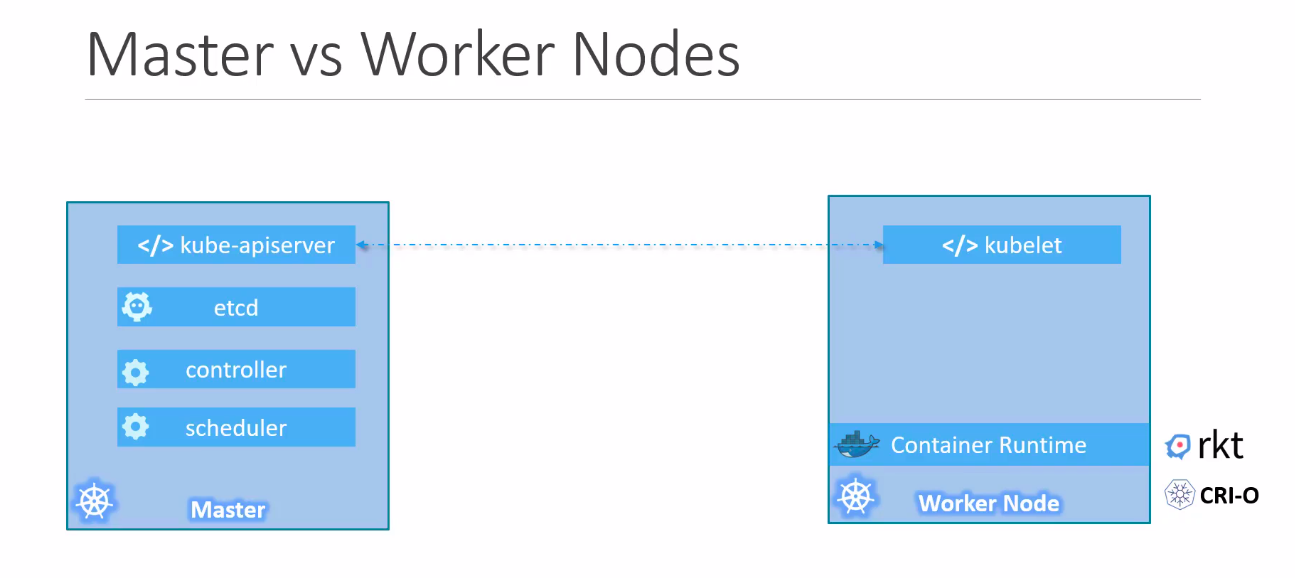 Master vs Worker Nodes
</> kube-apiserver
</> kubelet
etcd
controller
scheduler
Container Runtime
rkt
CRI-O
Master
Worker Node